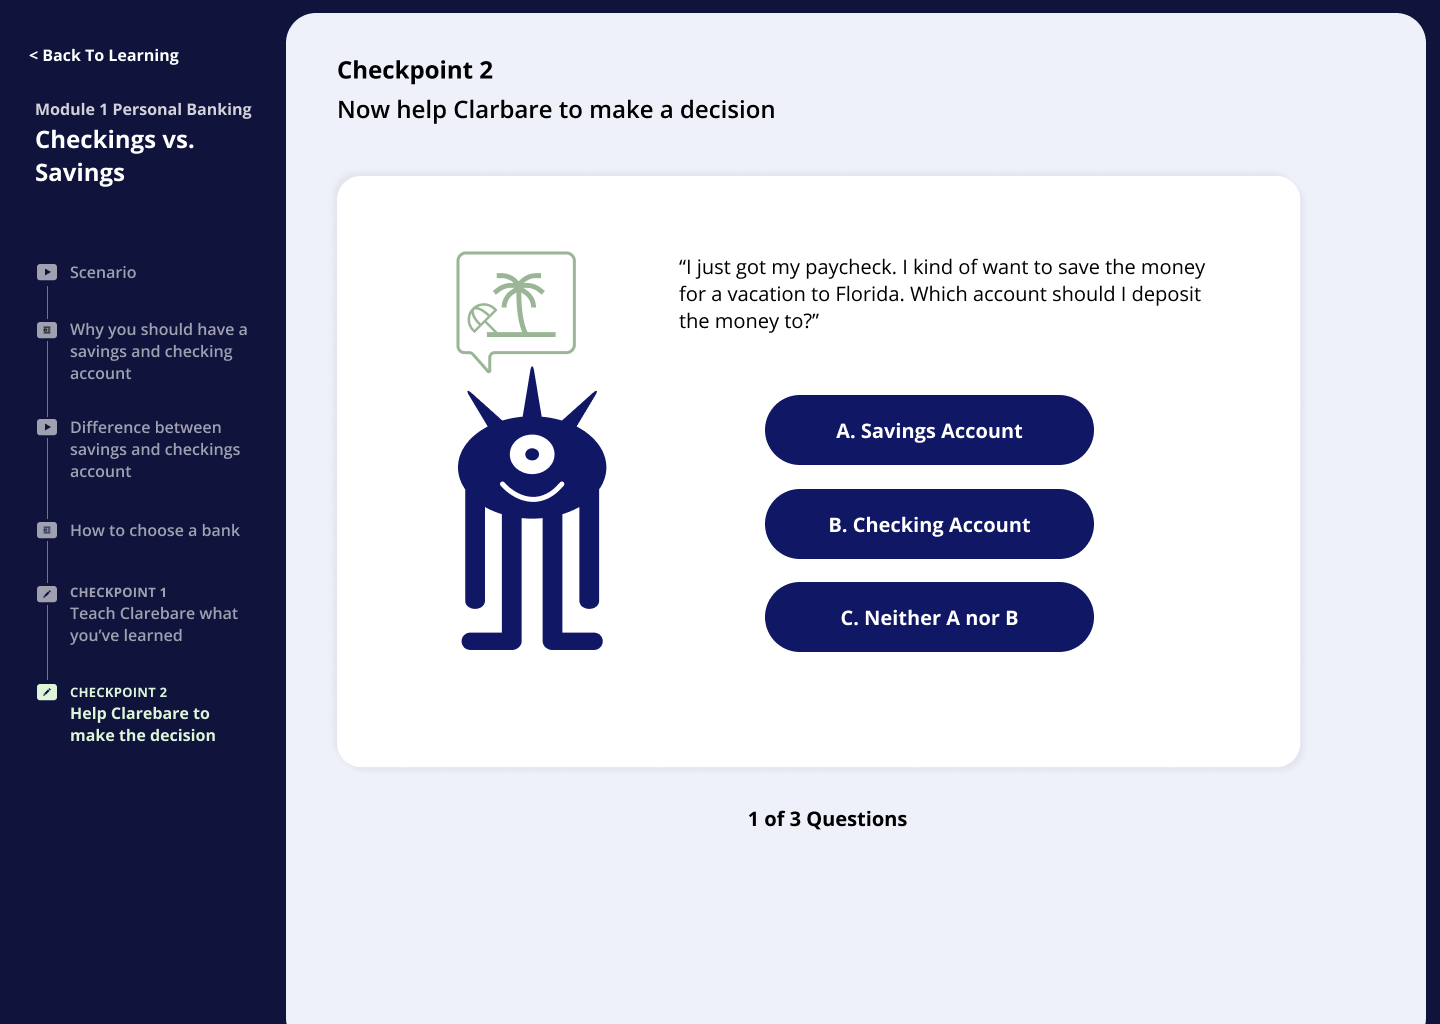 < Back To Learning
Module 1 Personal Banking
Checkings vs.
Savings
Scenario
Why you should have a
savings and checking
account
Difference between
savings and checkings
account
How to choose a bank
CHECKPOINT 1
Teach Clarebare what
you’ve learned
CHECKPOINT 2
Help Clarebare to
make the decision
Checkpoint 2
Now help Clarbare to make a decision
“I just got my paycheck. I kind of want to save the money
for a vacation to Florida. Which account should I deposit
the money to?”
A. Savings Account
B. Checking Account
C. Neither A nor B
1 of 3 Questions